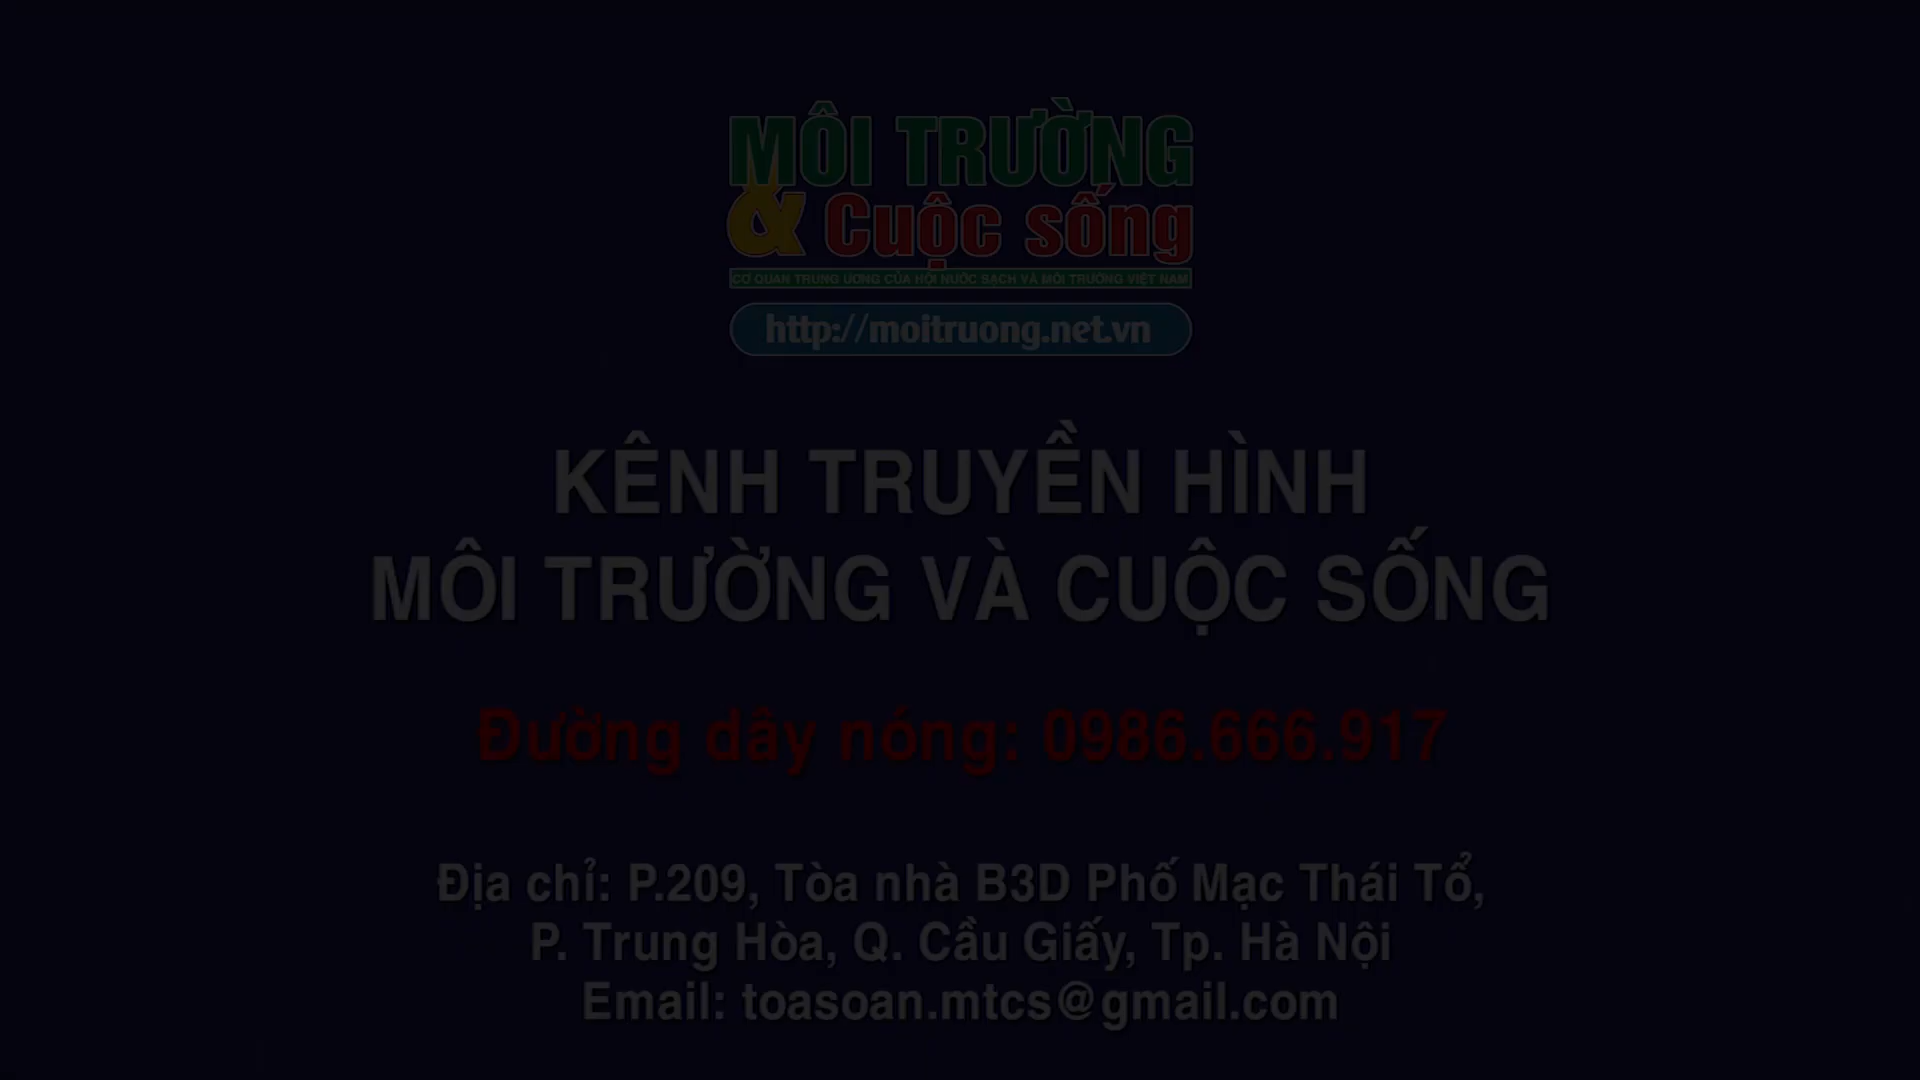 MÔI TRƯỜNG
& Cuộc sống
CƠ QUAN TRUNG ƯƠNG CỦA HỘI NƯỚC SẠCH VÀ MÔI TRƯỜNG VIỆT NAM
http://moitruong.net.vn
KÊNH TRUYỀN HÌNH
MÔI TRƯỜNG VÀ CUỘC SỐNG
Đường dây nóng: 0986.666.917
Địa chỉ: P.209, Tòa nhà B3D Phố Mạc Thái Tổ,
P. Trung Hòa, Q. Cầu Giấy, Tp. Hà Nội
Email: toasoan.mtcs@gmail.com